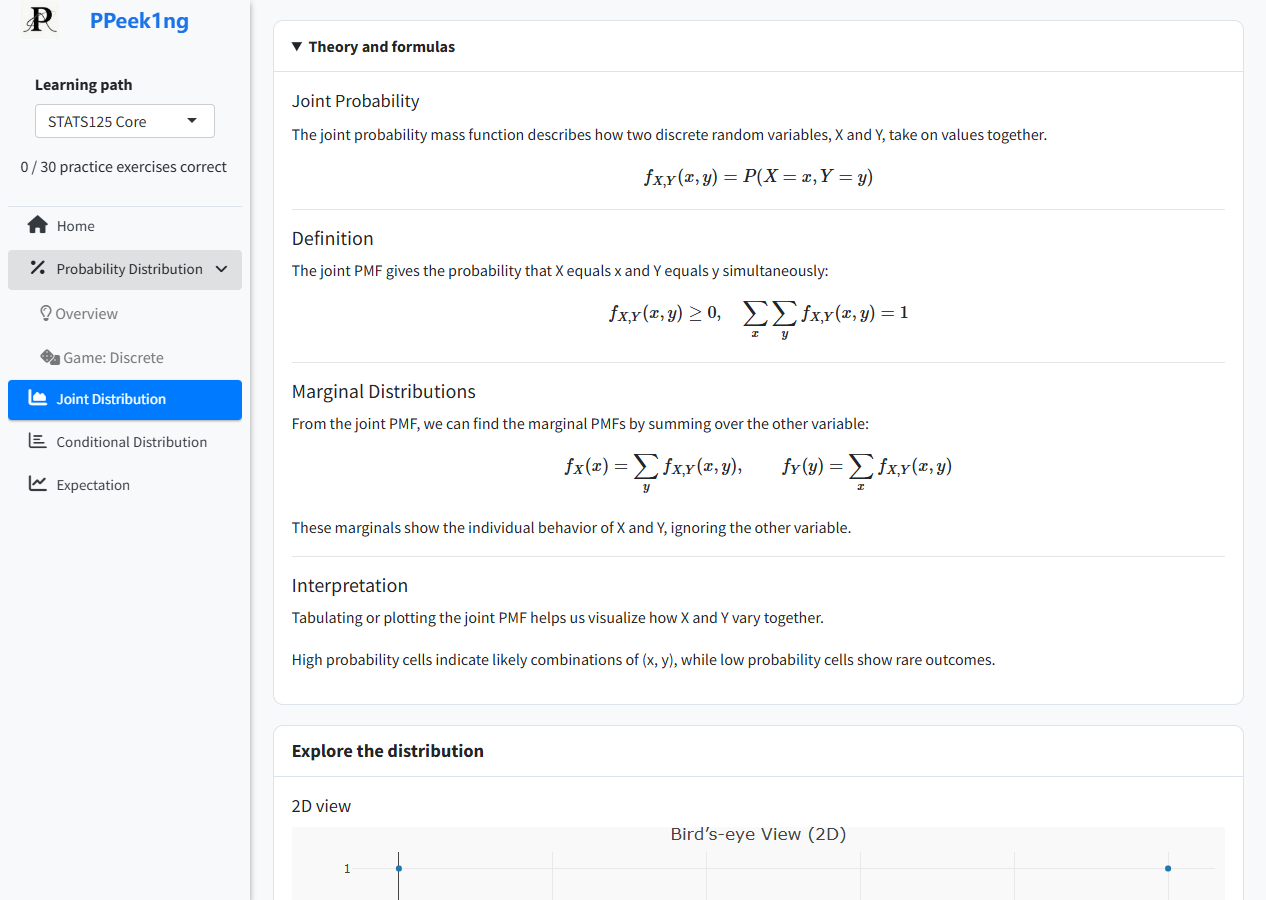 PPeek1ng
Learning path
STATS125 Core
0 / 30 practice exercises correct
Home
Probability Distribution
Overview
Game: Discrete
Joint Distribution
Conditional Distribution
Expectation
Theory and formulas
Joint Probability
The joint probability mass function describes how two discrete random variables, X and Y, take on values together.
f_{X,Y}(x, y) = P(X = x, Y = y)
Definition
The joint PMF gives the probability that X equals x and Y equals y simultaneously:
f_{X,Y}(x, y) ≥ 0, ∑_x ∑_y f_{X,Y}(x, y) = 1
Marginal Distributions
From the joint PMF, we can find the marginal PMFs by summing over the other variable:
f_X(x) = ∑_y f_{X,Y}(x, y), f_Y(y) = ∑_x f_{X,Y}(x, y)
These marginals show the individual behavior of X and Y, ignoring the other variable.
Interpretation
Tabulating or plotting the joint PMF helps us visualize how X and Y vary together.
High probability cells indicate likely combinations of (x, y), while low probability cells show rare outcomes.
Explore the distribution
2D view
Bird’s-eye View (2D)
1